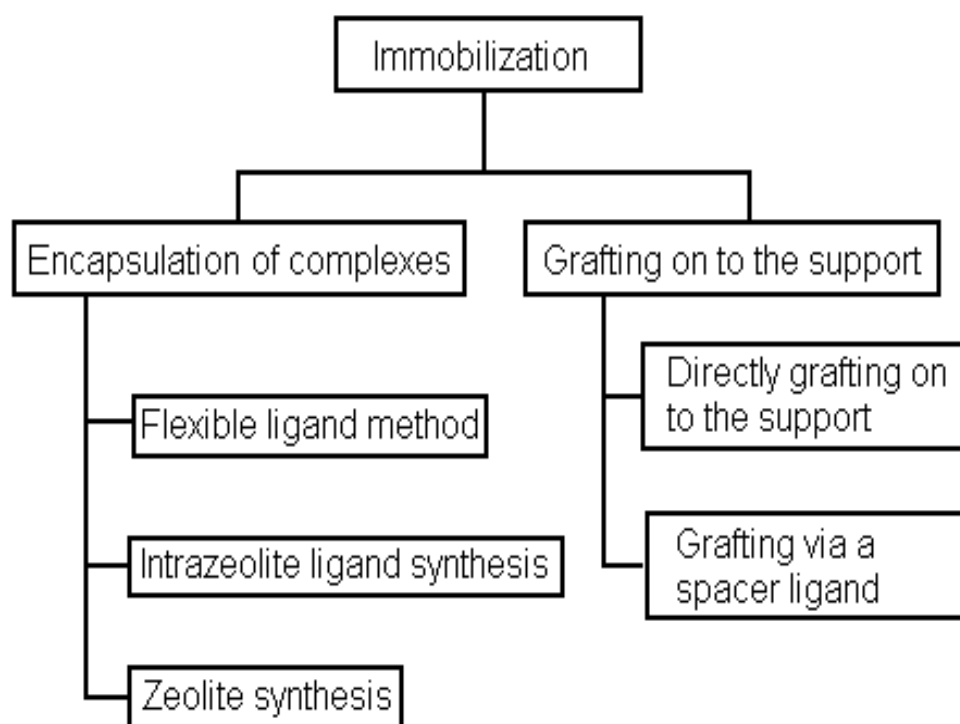 Immobilization
Encapsulation of complexes
Grafting on to the support
Flexible ligand method
Intrazeolite ligand synthesis
Zeolite synthesis
Directly grafting on
to the support
Grafting via a
spacer ligand